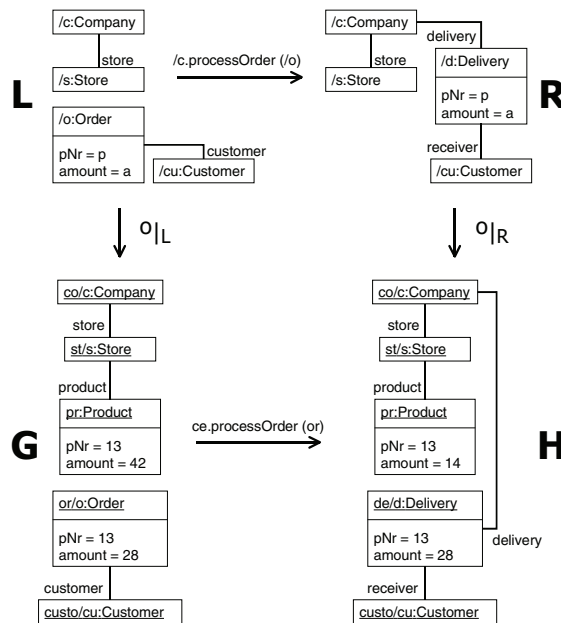 /c:Company
store
/s:Store
L
/o:Order
pNr = p
amount = a
customer
/cu:Customer
/c.processOrder (/o)
/c:Company
delivery
store
/s:Store
/d:Delivery
pNr = p
amount = a
R
receiver
/cu:Customer
o|L
o|R
co/c:Company
store
st/s:Store
product
pr:Product
pNr = 13
amount = 42
G
or/o:Order
pNr = 13
amount = 28
customer
custo/cu:Customer
ce.processOrder (or)
co/c:Company
store
st/s:Store
product
pr:Product
pNr = 13
amount = 14
H
de/d:Delivery
pNr = 13
amount = 28
delivery
receiver
custo/cu:Customer